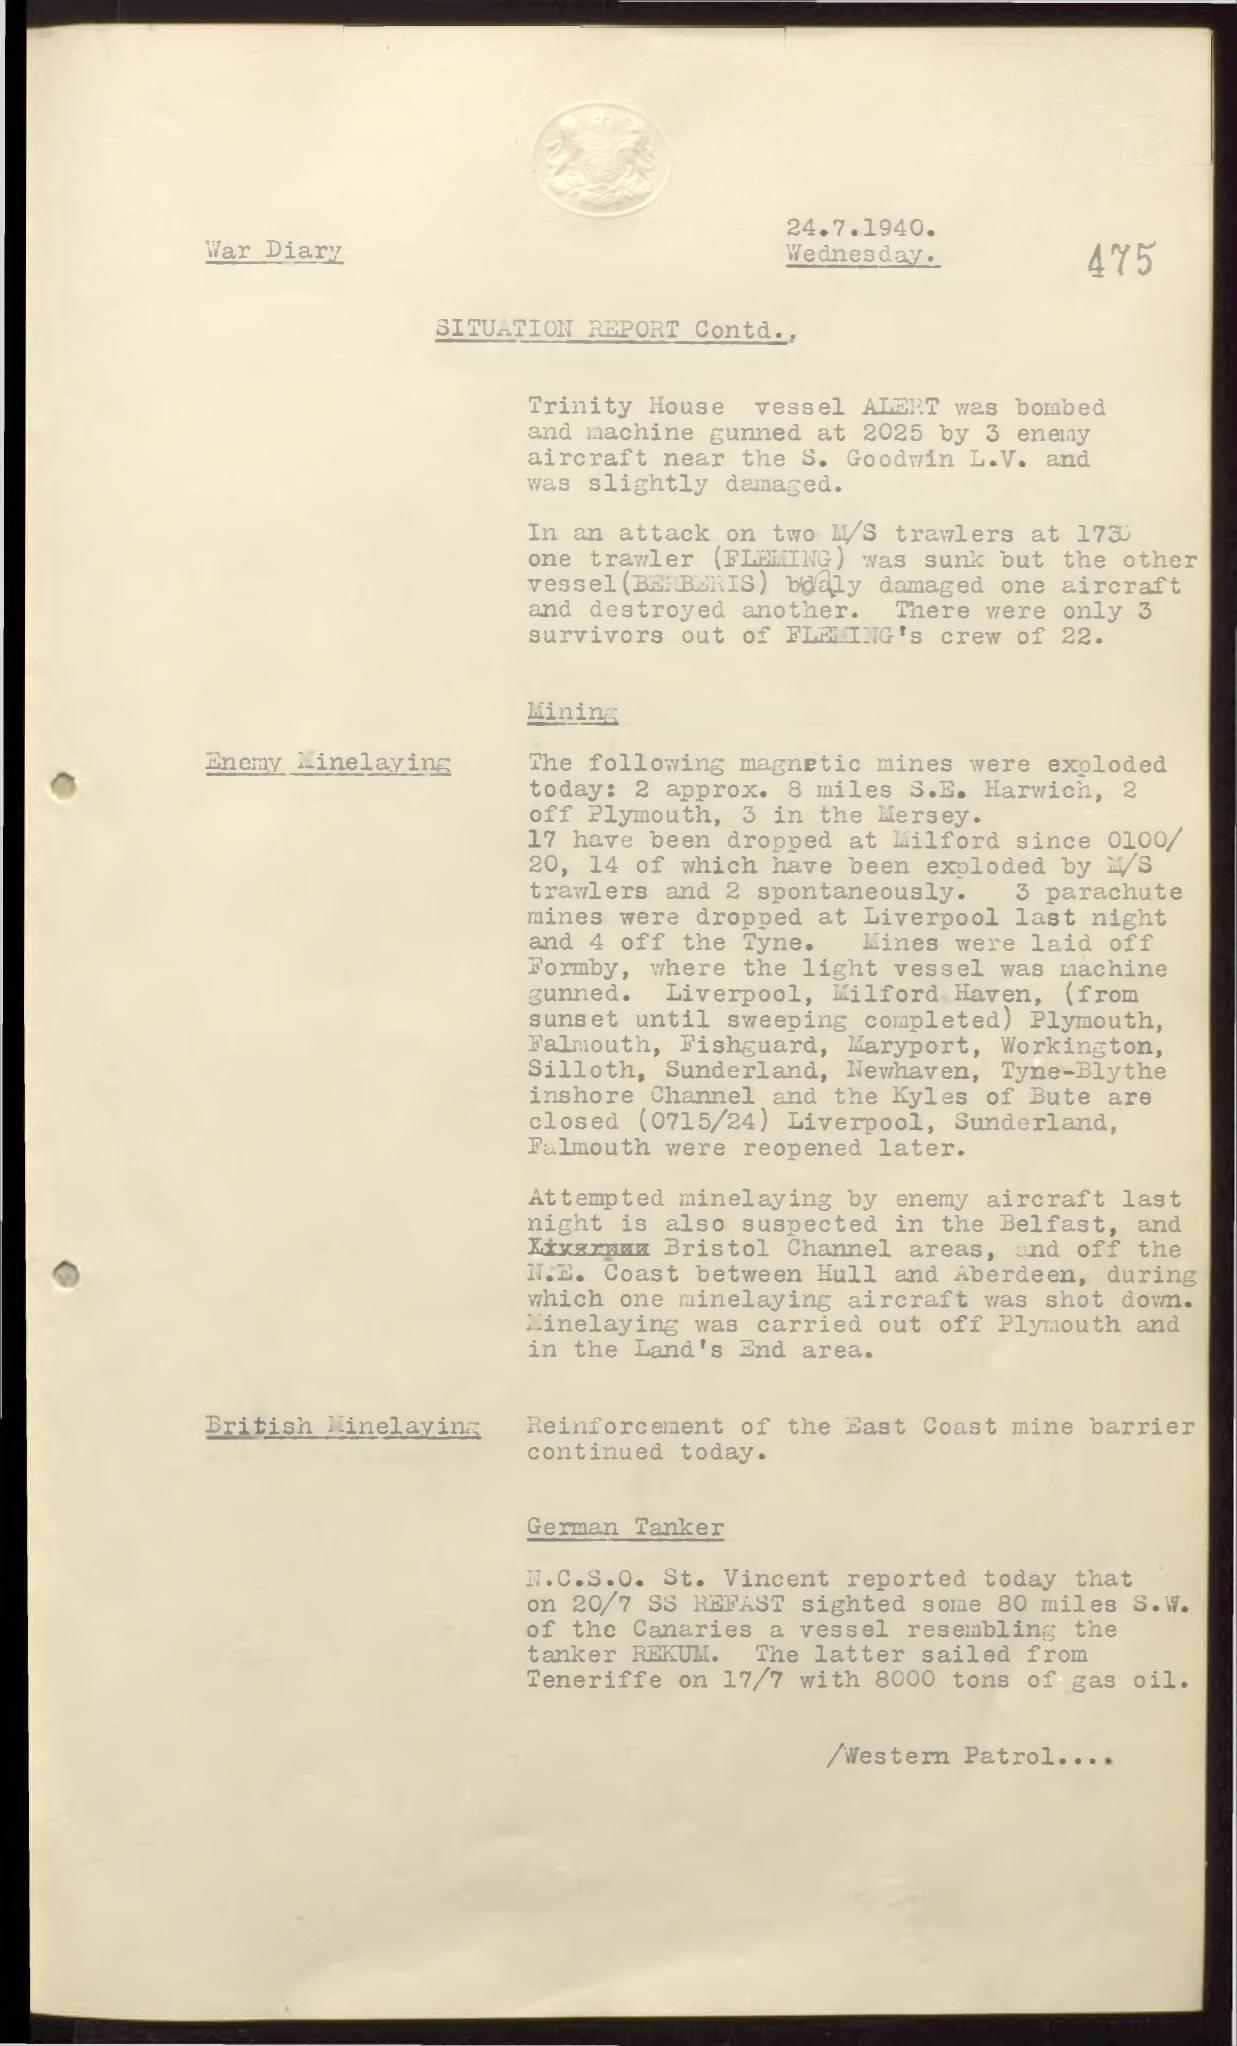 24.7.1940.
War Diary
Wednesday.
475
SITUATION REPORT Contd.,
Trinity House vessel ALERT was bombed
and machine gunned at 2025 by 3 enemy
aircraft near the S. Goodwin L.V. and
was slightly damaged.
In an attack on two M/S trawlers at 1730
one trawler (FLEMING) was sunk but the other
vessel(BERBERIS) badly damaged one aircraft
and destroyed another. There were only 3
survivors out of FLEMING's crew of 22.
Mining
Enemy Minelaying
The following magnetic mines were exploded
today: 2 approx. 8 miles S.E. Harwich, 2
off Plymouth, 3 in the Mersey.
17 have been dropped at Milford since 0100/
20, 14 of which have been exploded by M/S
trawlers and 2 spontaneously. 3 parachute
mines were dropped at Liverpool last night
and 4 off the Tyne. Mines were laid off
Formby, where the light vessel was machine
gunned. Liverpool, Milford Haven, (from
sunset until sweeping completed) Plymouth,
Falmouth, Fishguard, Maryport, Workington,
Silloth, Sunderland, Newhaven, Tyne-Blythe
inshore Channel and the Kyles of Bute are
closed (0715/24) Liverpool, Sunderland,
Falmouth were reopened later.
Attempted minelaying by enemy aircraft last
night is also suspected in the Belfast, and
Bristol Channel areas, and off the
N.E. Coast between Hull and Aberdeen, during
which one minelaying aircraft was shot down.
Minelaying was carried out off Plymouth and
in the Land's End area.
British Minelaying
Reinforcement of the East Coast mine barrier
continued today.
German Tanker
N.C.S.O. St. Vincent reported today that
on 20/7 SS REFAST sighted some 80 miles S.W.
of the Canaries a vessel resembling the
tanker REKUM. The latter sailed from
Teneriffe on 17/7 with 8000 tons of gas oil.
/Western Patrol....